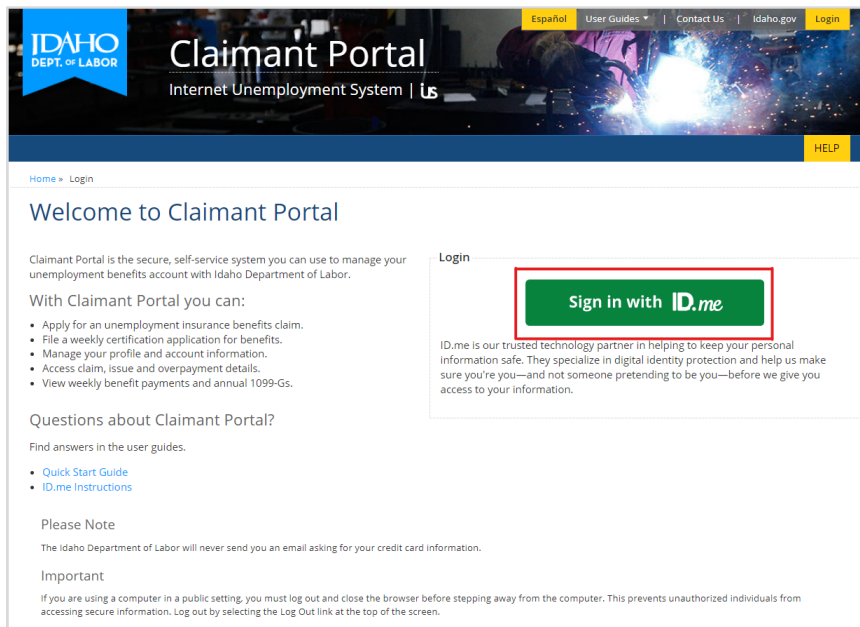 Español
User Guides
|
Contact Us
|
Idaho.gov
Login
IDAHO
DEPT. OF LABOR
Claimant Portal
Internet Unemployment System | ius
HELP
Home » Login
Welcome to Claimant Portal
Claimant Portal is the secure, self-service system you can use to manage your
unemployment benefits account with Idaho Department of Labor.
With Claimant Portal you can:
• Apply for an unemployment insurance benefits claim.
• File a weekly certification application for benefits.
• Manage your profile and account information.
• Access claim, issue and overpayment details.
• View weekly benefit payments and annual 1099-Gs.
Questions about Claimant Portal?
Find answers in the user guides.
• Quick Start Guide
• ID.me Instructions
Login
Sign in with ID.me
ID.me is our trusted technology partner in helping to keep your personal
information safe. They specialize in digital identity protection and help us make
sure you're you—and not someone pretending to be you—before we give you
access to your information.
Please Note
The Idaho Department of Labor will never send you an email asking for your credit card information.
Important
If you are using a computer in a public setting, you must log out and close the browser before stepping away from the computer. This prevents unauthorized individuals from
accessing secure information. Log out by selecting the Log Out link at the top of the screen.